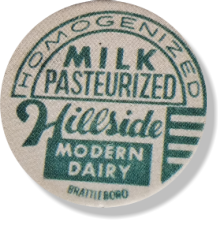 HOMOGENIZED
MILK
PASTEURIZED
Hillside
MODERN
DAIRY
BRATTLEBORO